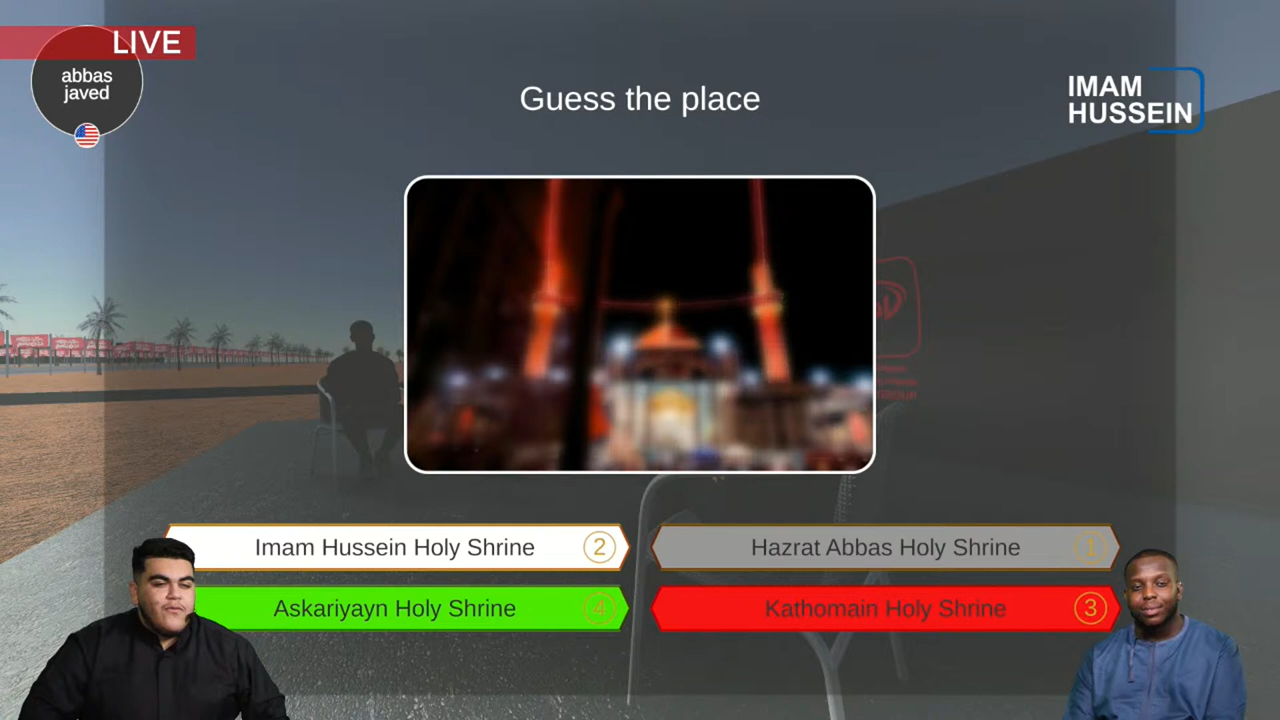 LIVE
abbas
javed
Guess the place
IMAM
HUSSEIN
Imam Hussein Holy Shrine 2
Hazrat Abbas Holy Shrine 1
Askariyayn Holy Shrine 4
Kathomain Holy Shrine 3